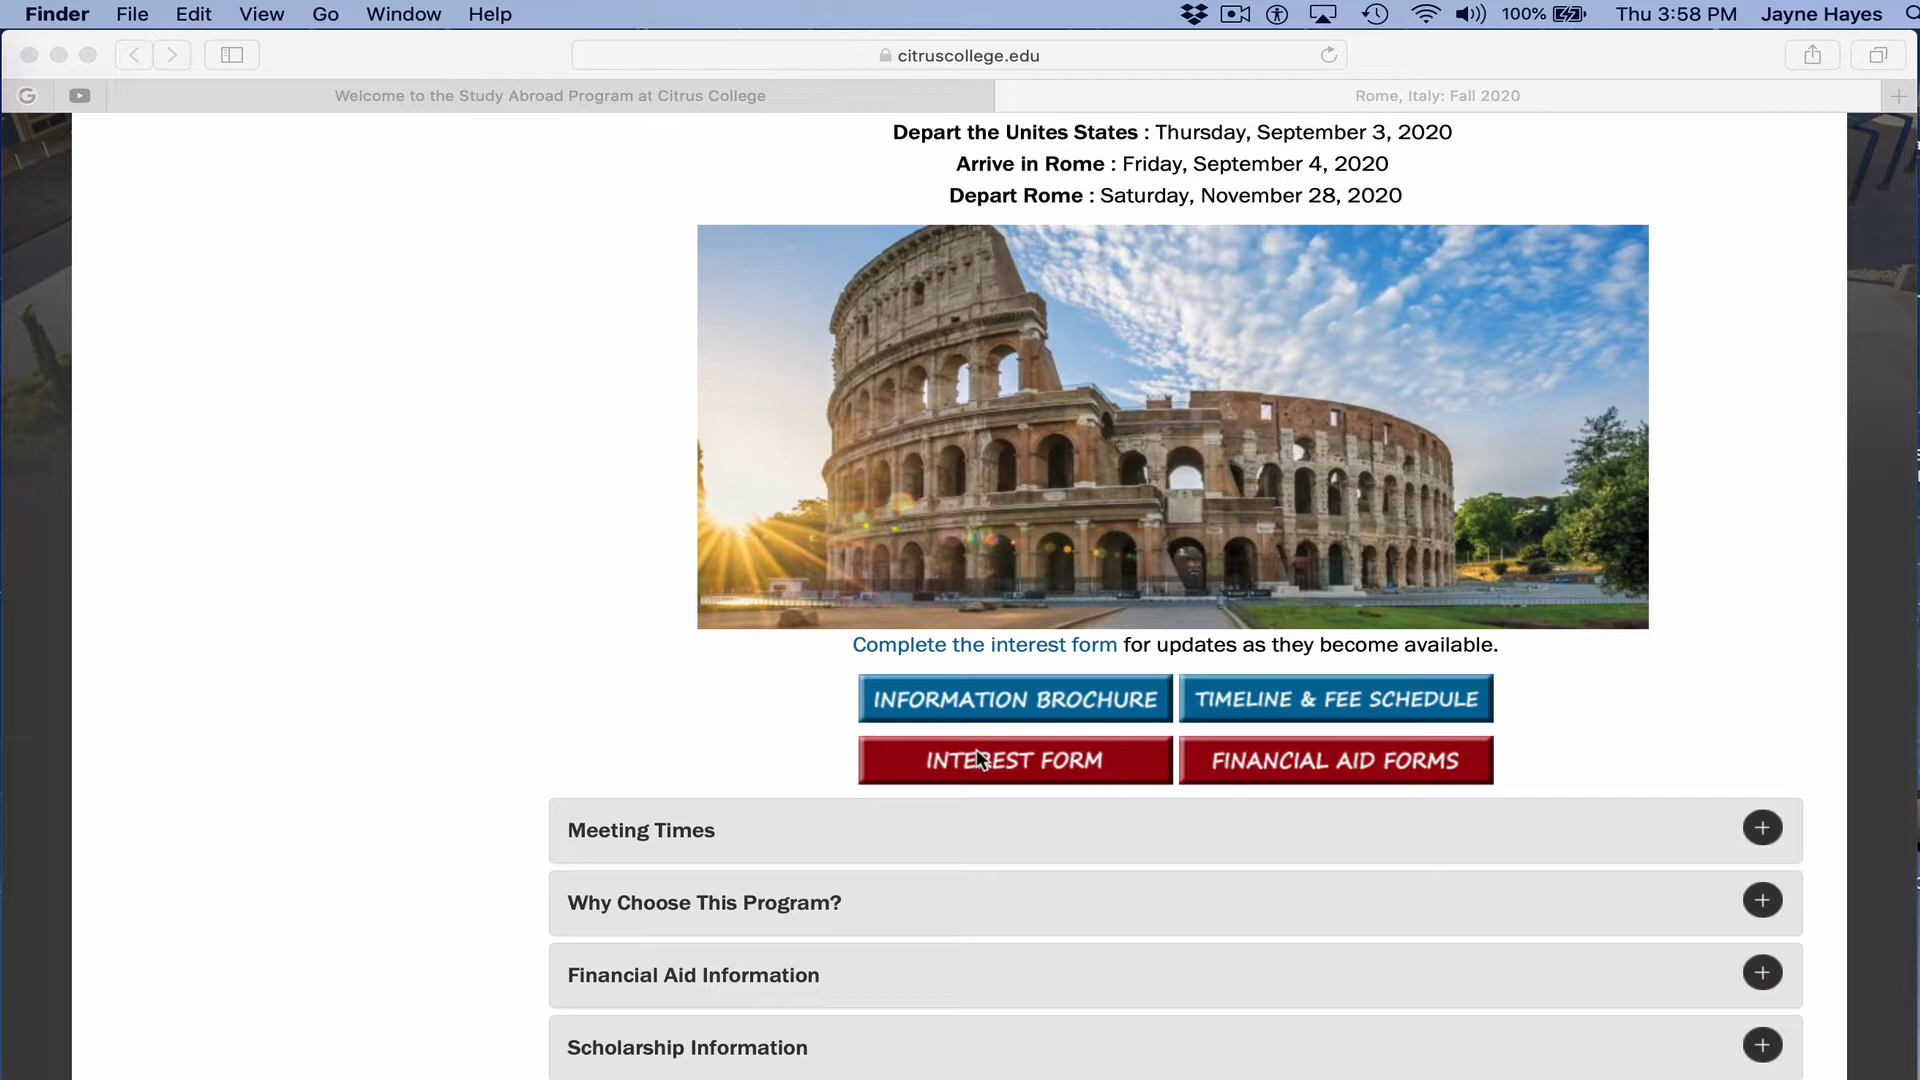 Finder File Edit View Go Window Help 100% Thu 3:58 PM Jayne Hayes
citruscollege.edu
G Welcome to the Study Abroad Program at Citrus College Rome, Italy: Fall 2020
Depart the Unites States : Thursday, September 3, 2020
Arrive in Rome : Friday, September 4, 2020
Depart Rome : Saturday, November 28, 2020
Complete the interest form for updates as they become available.
INFORMATION BROCHURE TIMELINE & FEE SCHEDULE
INTEREST FORM FINANCIAL AID FORMS
Meeting Times
Why Choose This Program?
Financial Aid Information
Scholarship Information